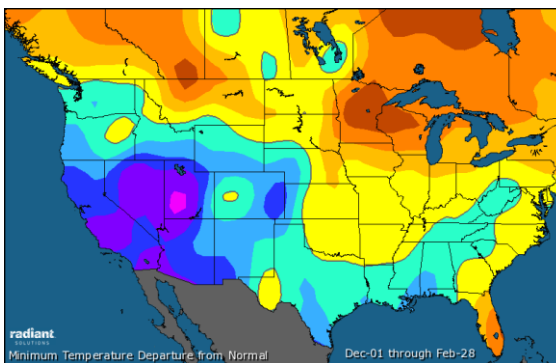 radiant
SOLUTIONS
Minimum Temperature Departure from Normal
Dec-01 through Feb-28